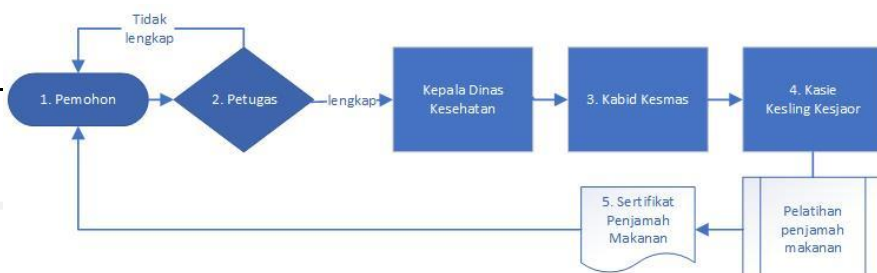 Tidak
lengkap
1. Pemohon
2. Petugas
lengkap
Kepala Dinas
Kesehatan
3. Kabid Kesmas
4. Kasie
Kesling Kesjaor
5. Sertifikat
Penjamah
Makanan
Pelatihan
penjamah
makanan